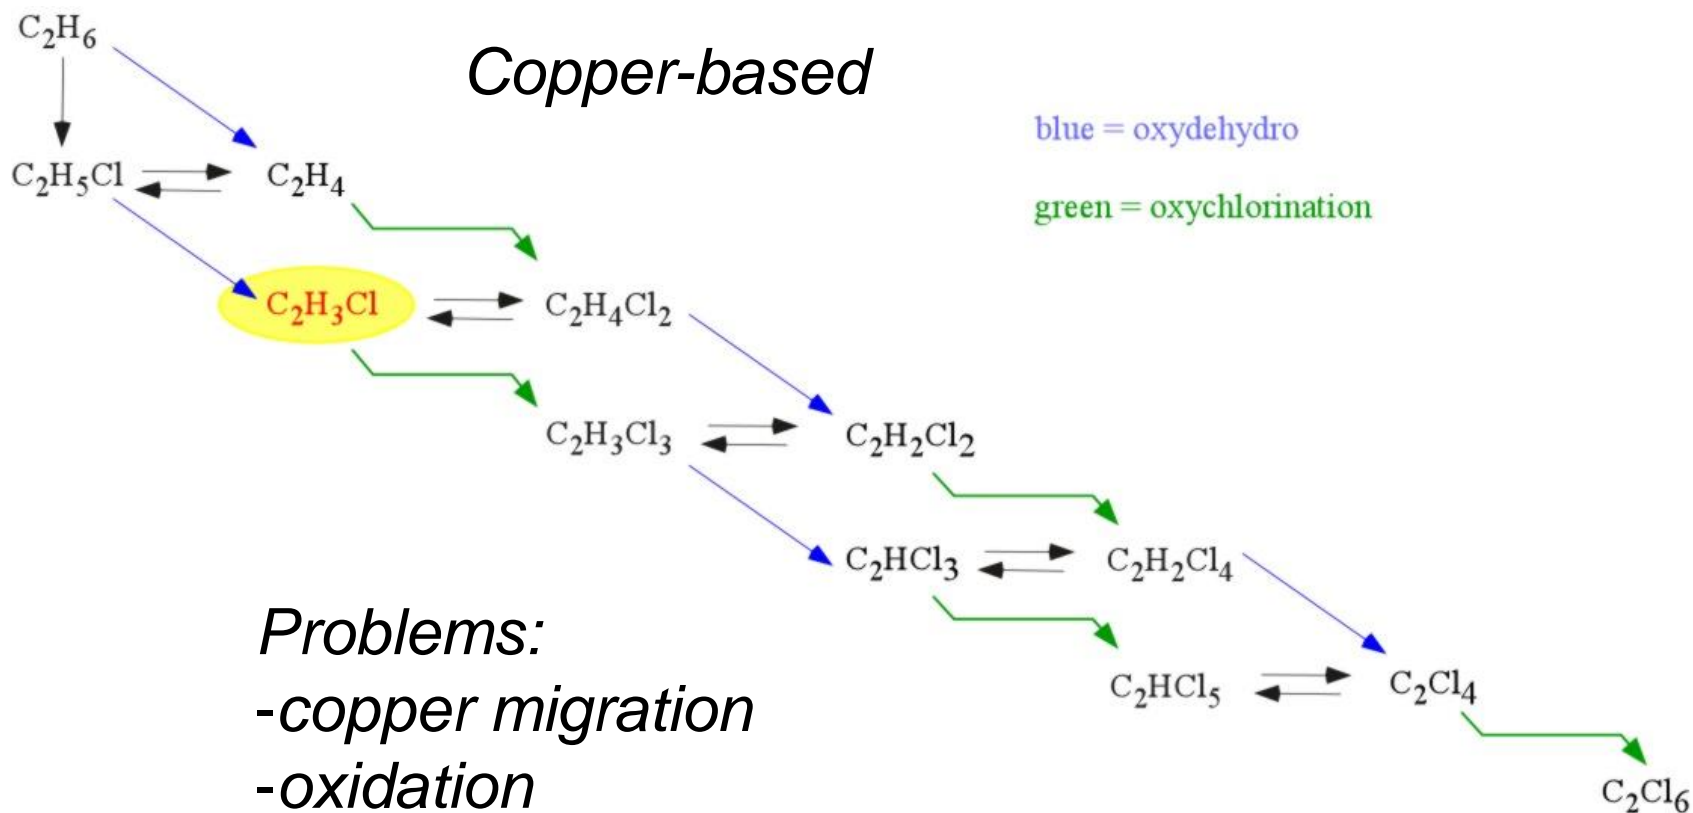 C₂H₆
Copper-based
blue = oxydehydro
C₂H₅Cl C₂H₄
green = oxychlorination
C₂H₃Cl C₂H₄Cl₂
C₂H₃Cl₃ C₂H₂Cl₂
C₂HCl₃ C₂H₂Cl₄
Problems:
-copper migration
C₂HCl₅ C₂Cl₄
-oxidation
C₂Cl₆